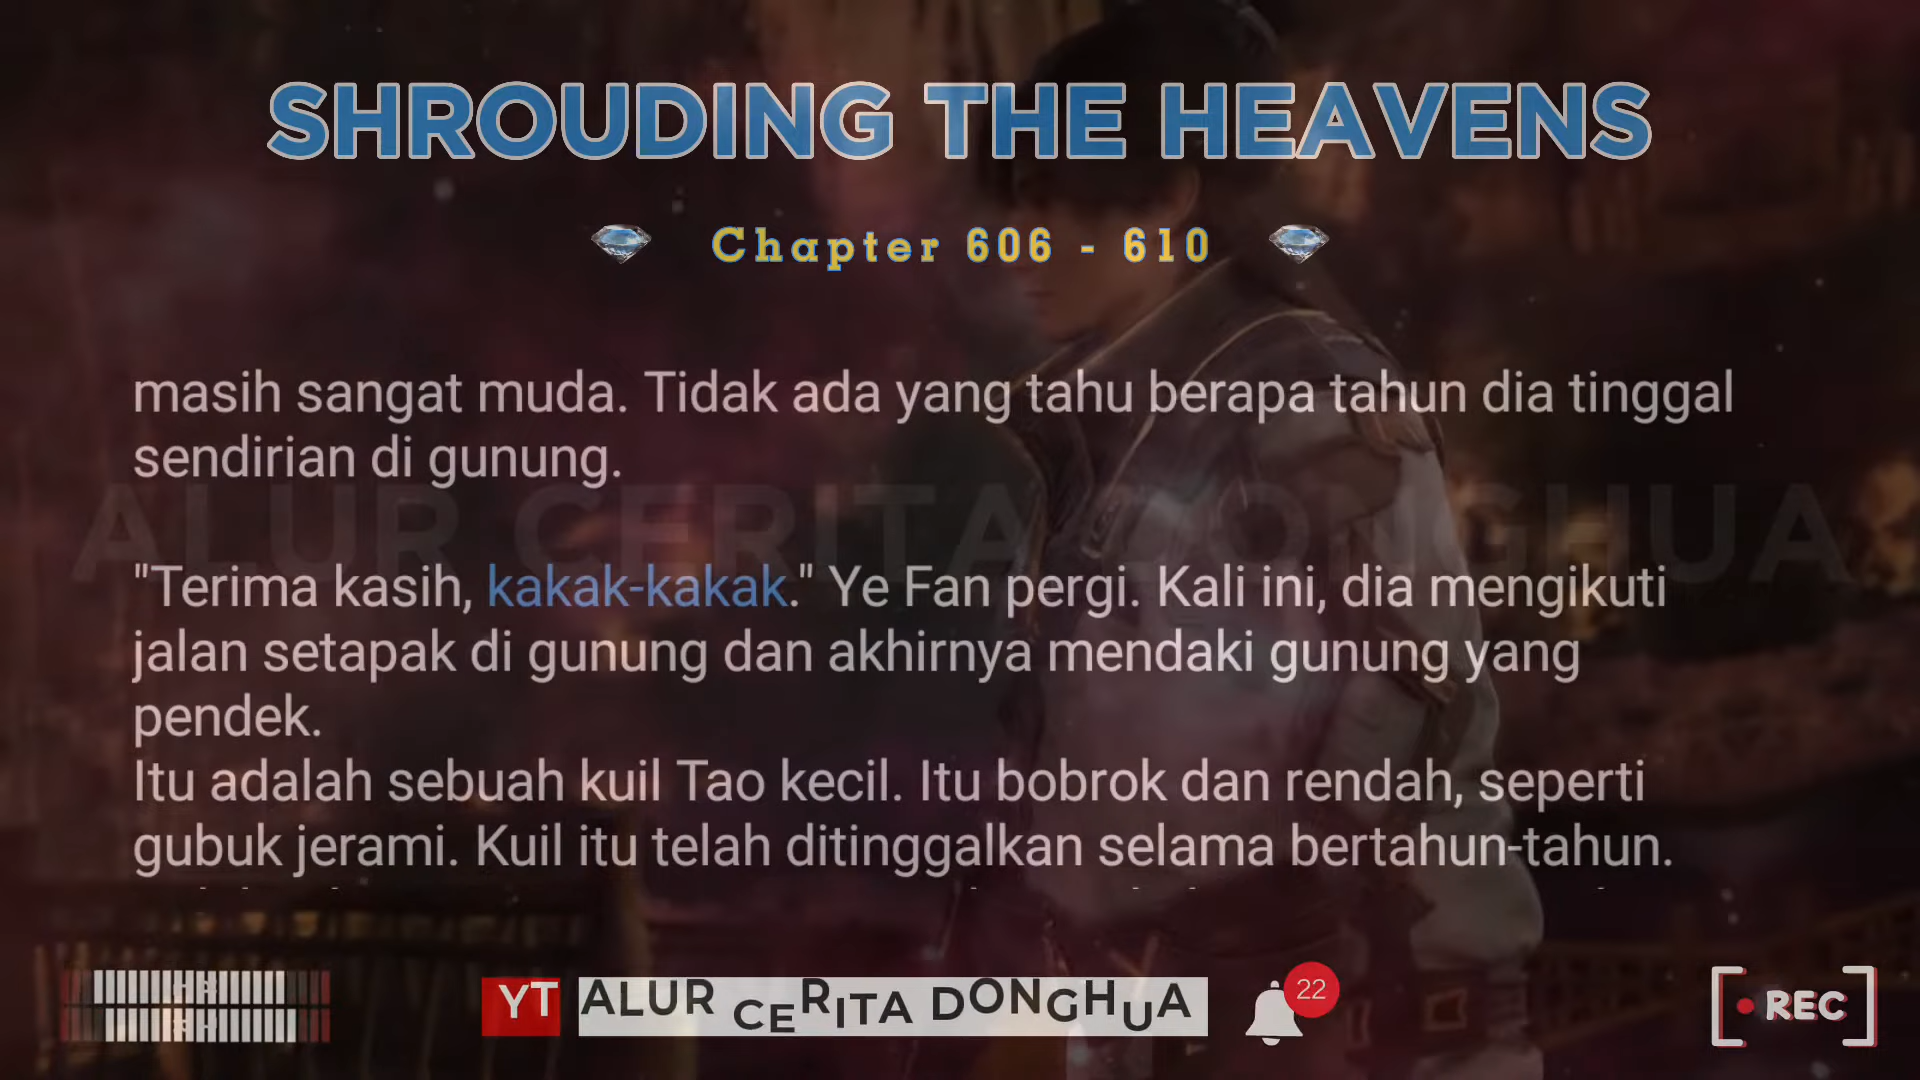 SHROUDING THE HEAVENS
Chapter 606 - 610
masih sangat muda. Tidak ada yang tahu berapa tahun dia tinggal
sendirian di gunung.
ALUR CERITA DONGHUA
"Terima kasih, kakak-kakak." Ye Fan pergi. Kali ini, dia mengikuti
jalan setapak di gunung dan akhirnya mendaki gunung yang
pendek.
Itu adalah sebuah kuil Tao kecil. Itu bobrok dan rendah, seperti
gubuk jerami. Kuil itu telah ditinggalkan selama bertahun-tahun.
YT ALUR CERITA DONGHUA
22
REC